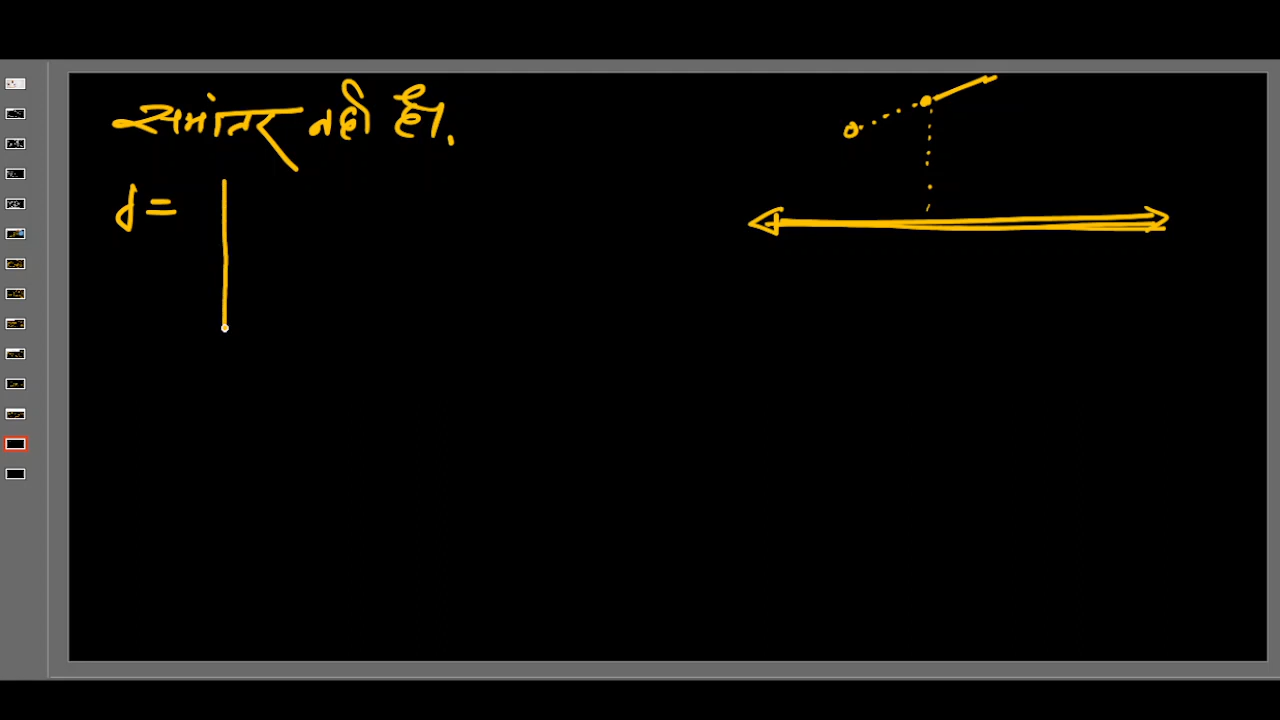 समांतर नही है।.
d =